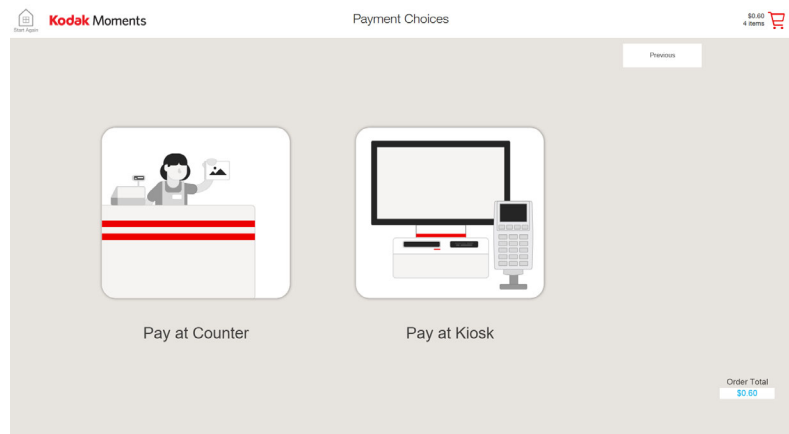 Start Again
Kodak Moments
Payment Choices
$0.60
4 items
Previous
Pay at Counter
Pay at Kiosk
Order Total
$0.60